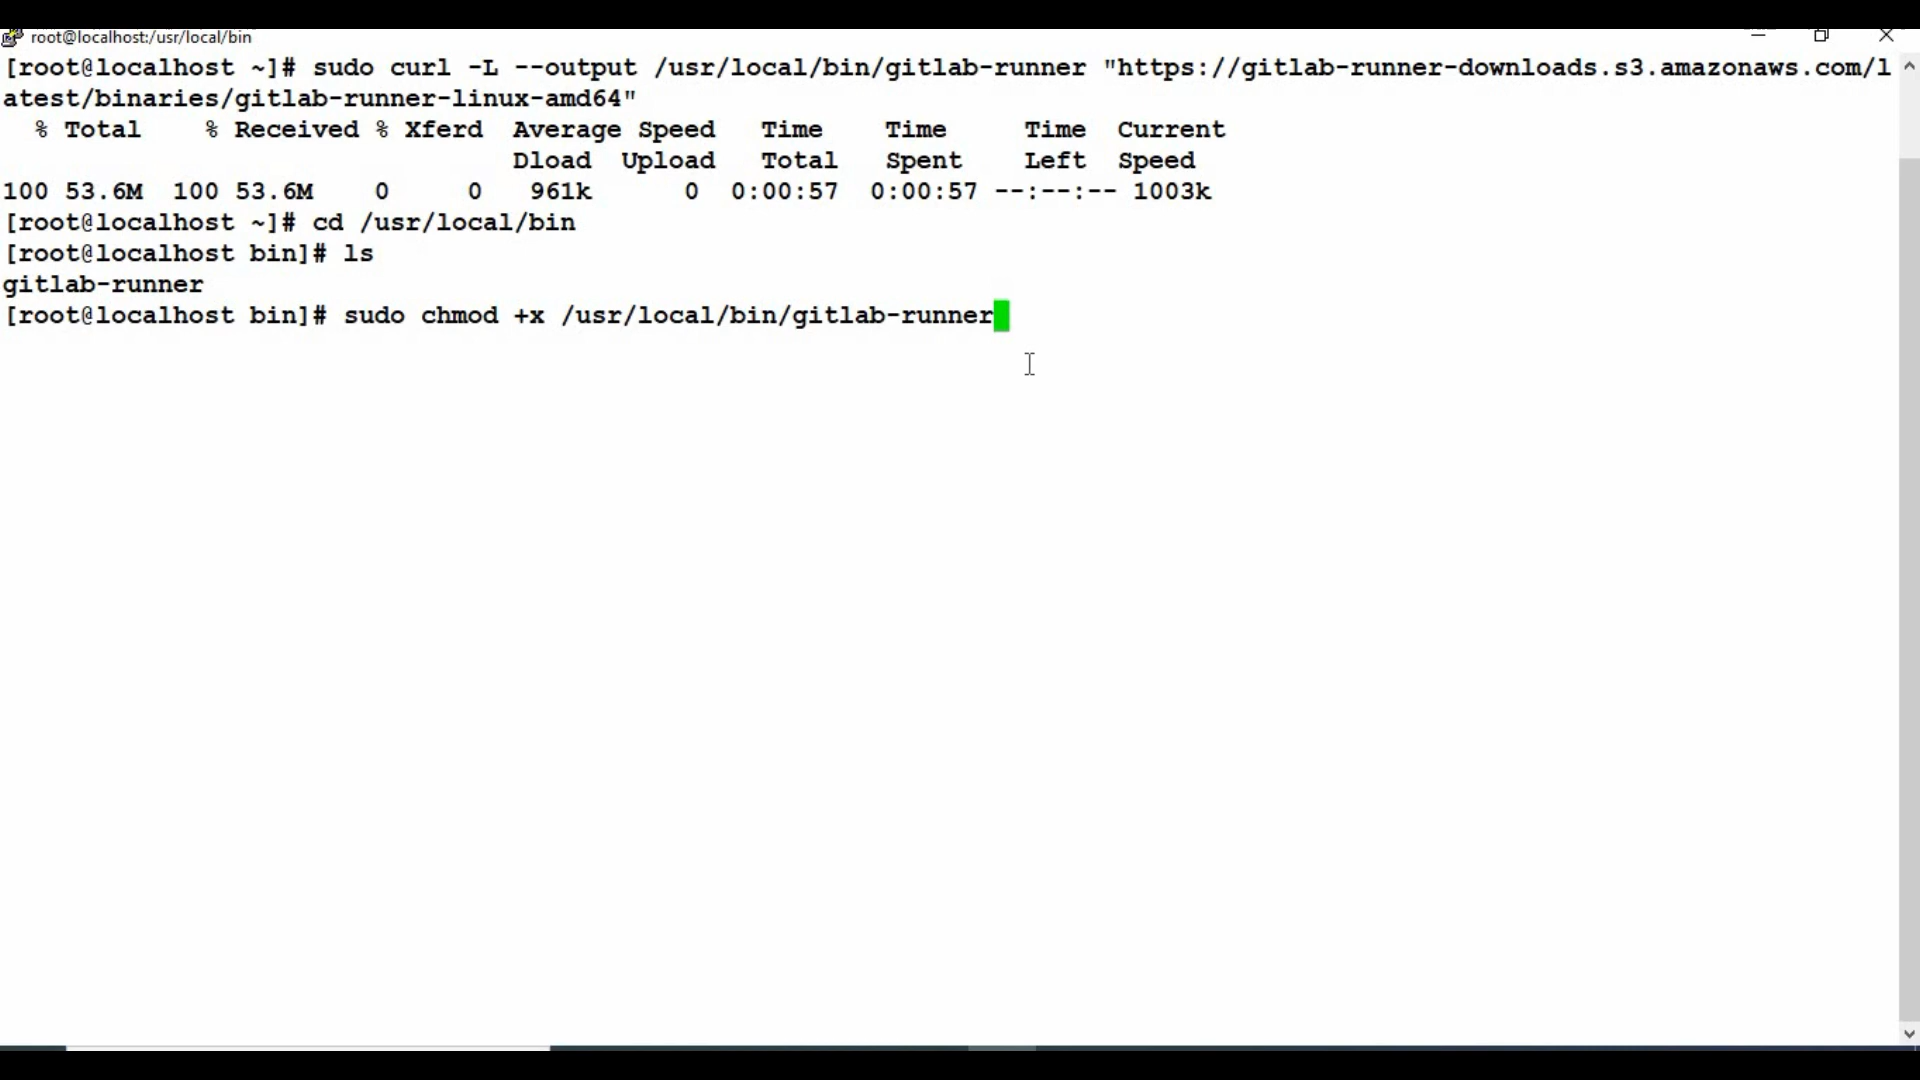 root@localhost:/usr/local/bin
[root@localhost ~]# sudo curl -L --output /usr/local/bin/gitlab-runner "https://gitlab-runner-downloads.s3.amazonaws.com/l
atest/binaries/gitlab-runner-linux-amd64"
% Total % Received % Xferd Average Speed Time Time Time Current
Dload Upload Total Spent Left Speed
100 53.6M 100 53.6M 0 0 961k 0 0:00:57 0:00:57 --:--:-- 1003k
[root@localhost ~]# cd /usr/local/bin
[root@localhost bin]# ls
gitlab-runner
[root@localhost bin]# sudo chmod +x /usr/local/bin/gitlab-runner